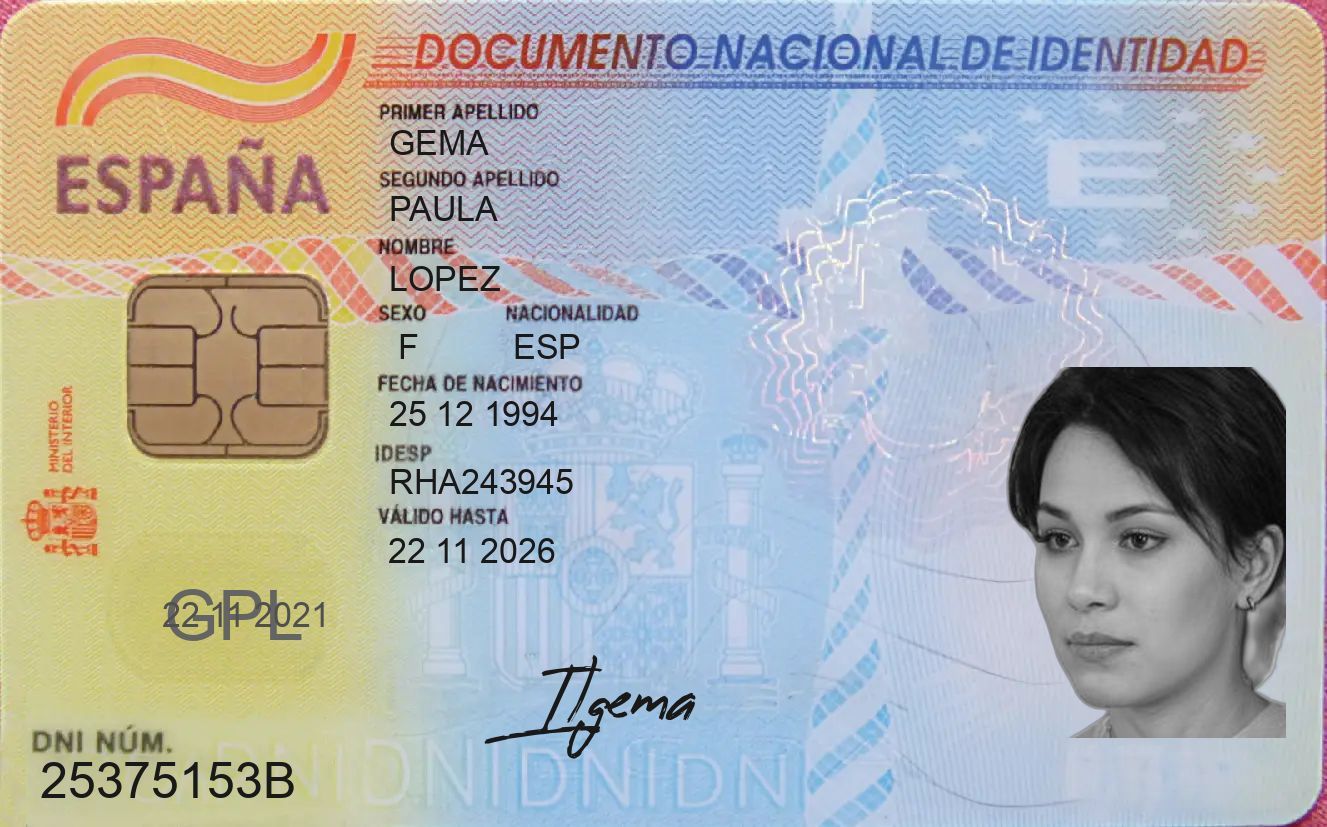 DOCUMENTO NACIONAL DE IDENTIDAD
ESPAÑA
PRIMER APELLIDO
GEMA
SEGUNDO APELLIDO
PAULA
NOMBRE
LOPEZ
SEXO NACIONALIDAD
F ESP
FECHA DE NACIMIENTO
25 12 1994
IDESP
RHA243945
VÁLIDO HASTA
22 11 2026
MINISTERIO
DEL INTERIOR
E
22 11 2021
GPL
Ilgema
DNI NÚM.
25375153B
DNIDNIDNIDNI